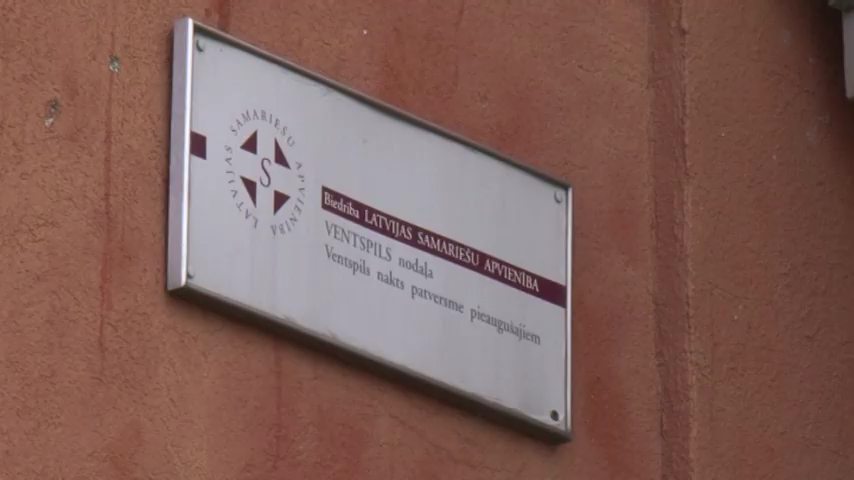 LATVIJAS SAMARIEŠU APVIENĪBA
S
Biedrība LATVIJAS SAMARIEŠU APVIENĪBA
VENTSPILS nodaļa
Ventspils nakts patversme pieaugušajiem